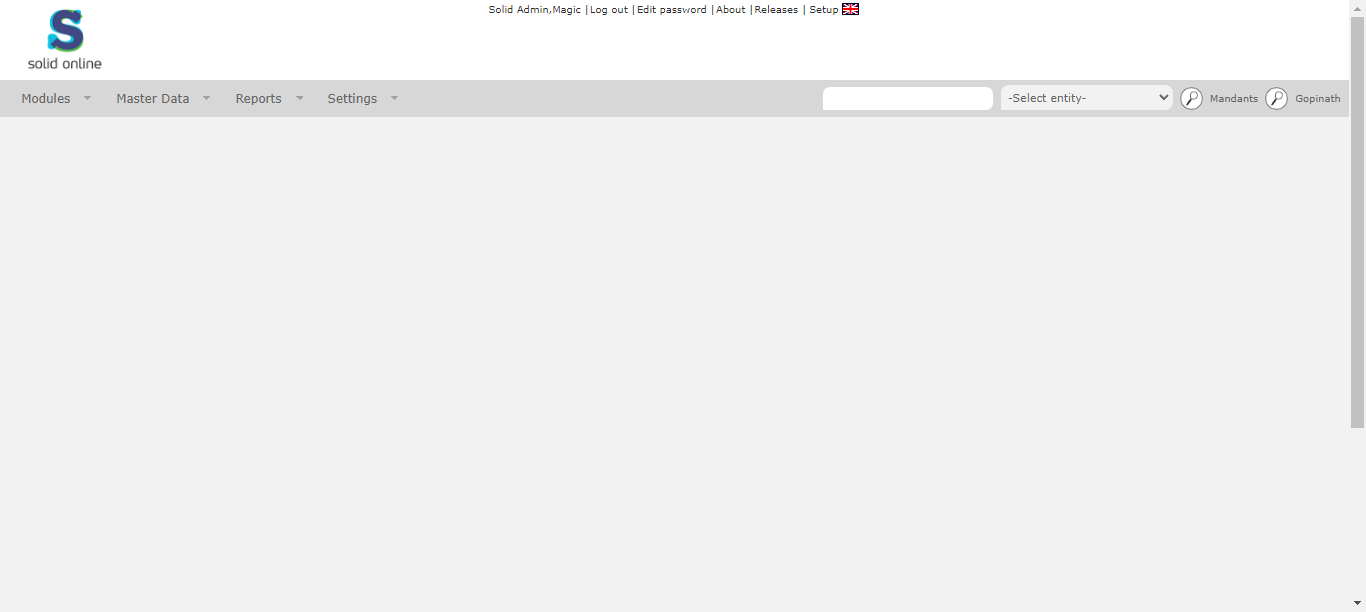 Solid Admin,Magic | Log out | Edit password | About | Releases | Setup
S
solid online
Modules Master Data Reports Settings -Select entity- Mandants Gopinath